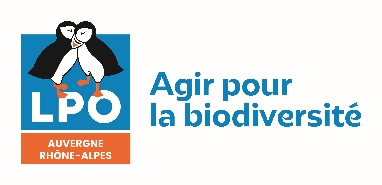 LPO
AUVERGNE
RHÔNE-ALPES
Agir pour
la biodiversité